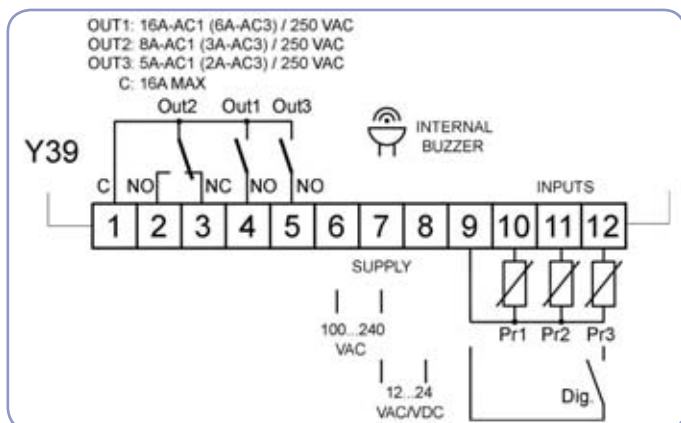 OUT1: 16A-AC1 (6A-AC3) / 250 VAC
OUT2: 8A-AC1 (3A-AC3) / 250 VAC
OUT3: 5A-AC1 (2A-AC3) / 250 VAC
C: 16A MAX
Out2 Out1 Out3
INTERNAL
BUZZER
Y39
C NO NC NO NO INPUTS
1 2 3 4 5 6 7 8 9 10 11 12
SUPPLY
100...240
VAC
Pr1 Pr2 Pr3
12...24
VAC/VDC
Dig.